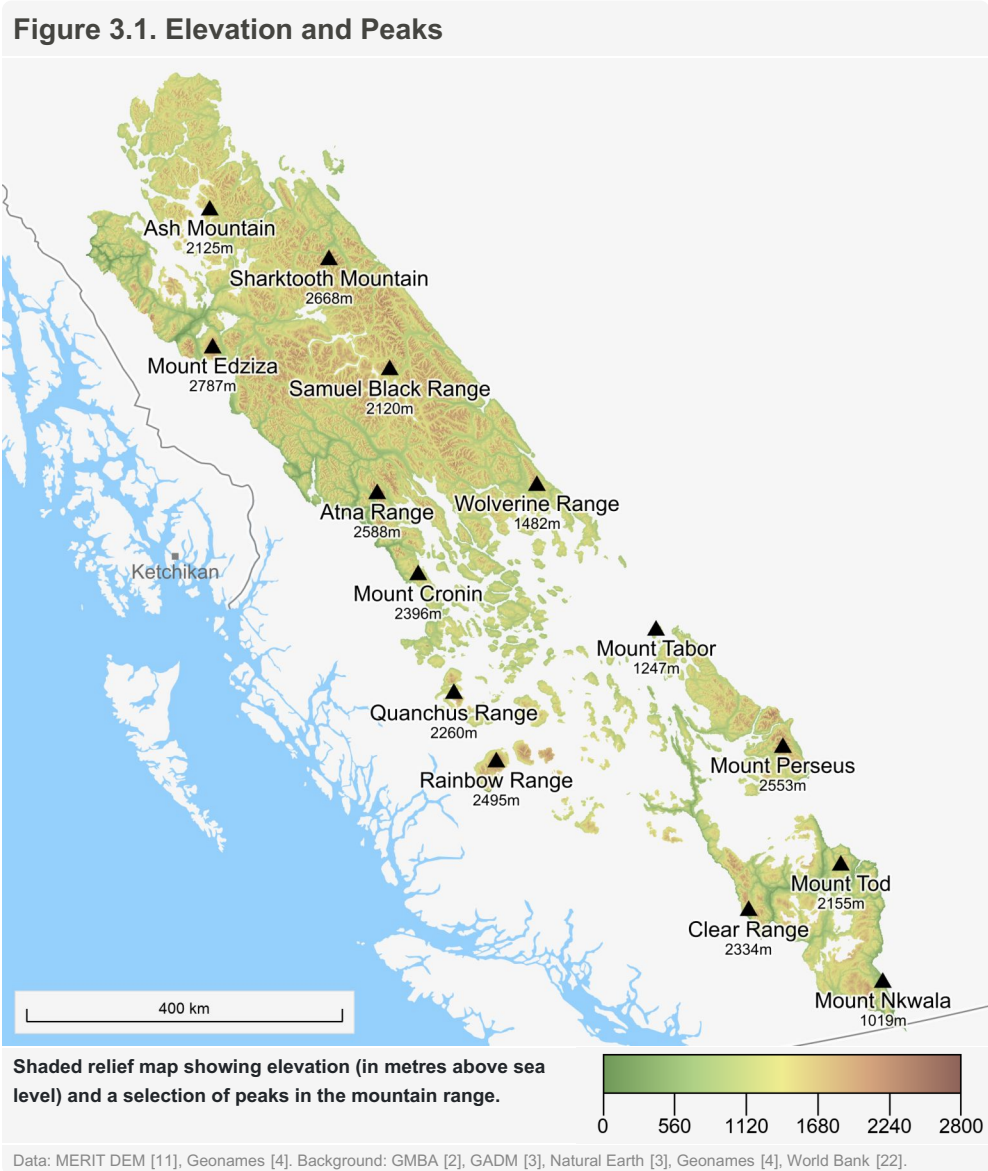 Figure 3.1. Elevation and Peaks
Ash Mountain
2125m
Sharktooth Mountain
2668m
Mount Edziza
2787m
Samuel Black Range
2120m
Atna Range
2588m
Wolverine Range
1482m
Ketchikan
Mount Cronin
2396m
Mount Tabor
1247m
Quanchus Range
2260m
Mount Perseus
2553m
Rainbow Range
2495m
Mount Tod
2155m
Clear Range
2334m
Mount Nkwala
1019m
400 km
Shaded relief map showing elevation (in metres above sea
level) and a selection of peaks in the mountain range.
0 560 1120 1680 2240 2800
Data: MERIT DEM [11], Geonames [4]. Background: GMBA [2], GADM [3], Natural Earth [3], Geonames [4], World Bank [22].